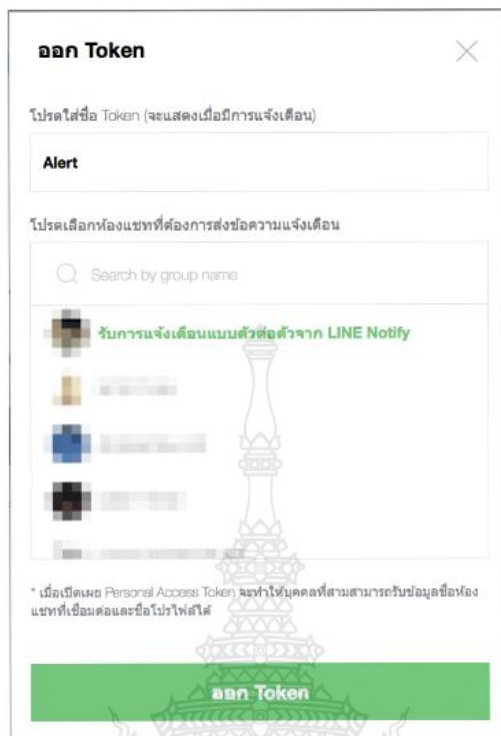 ออก Token
โปรดใส่ชื่อ Token (จะแสดงเมื่อมีการแจ้งเตือน)
Alert
โปรดเลือกห้องแชทที่ต้องการส่งข้อความแจ้งเตือน
Search by group name
รับการแจ้งเตือนแบบตัวต่อตัวจาก LINE Notify
* เมื่อเปิดเผย Personal Access Token จะทำให้บุคคลที่สามสามารถรับข้อมูลชื่อห้อง
แชทที่เชื่อมต่อและชื่อโปรไฟล์ได้
ออก Token